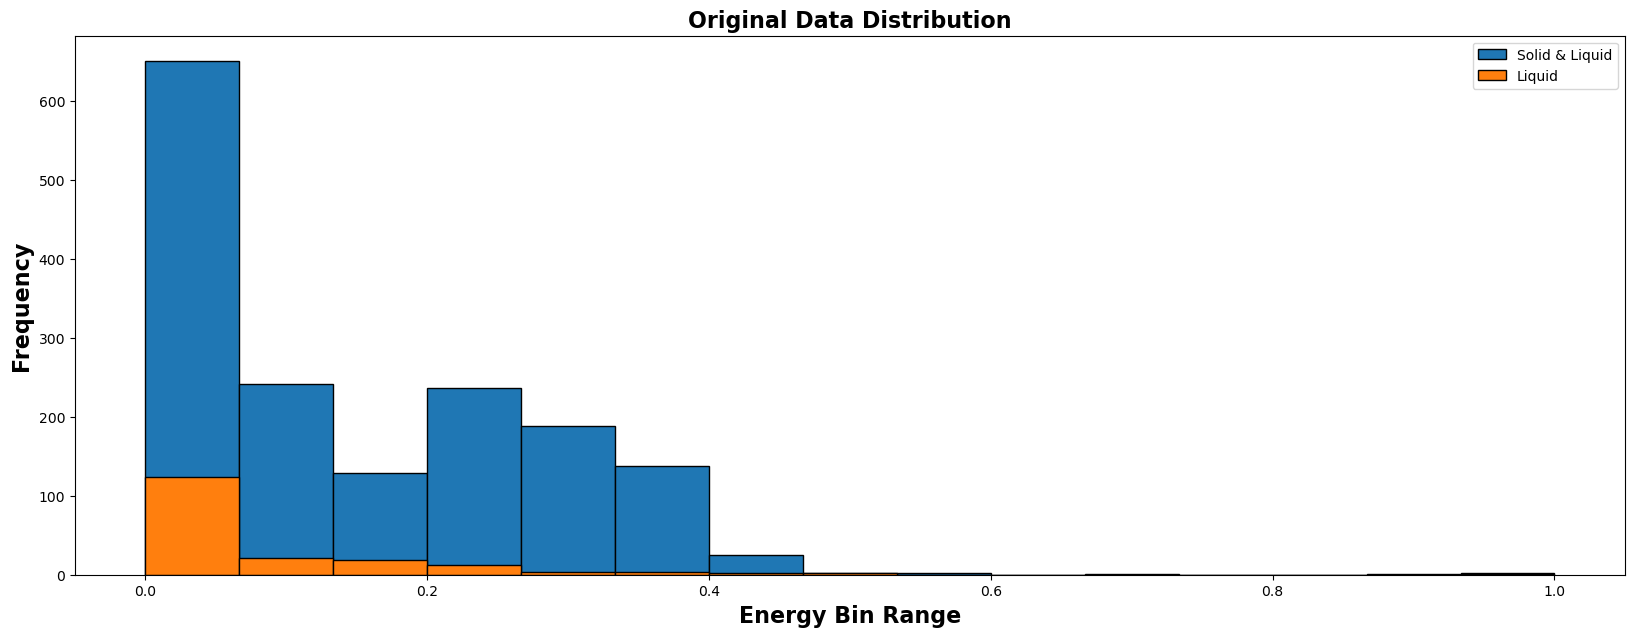 Original Data Distribution
Solid & Liquid
Liquid
Frequency
600
500
400
300
200
100
0
0.0 0.2 0.4 0.6 0.8 1.0
Energy Bin Range